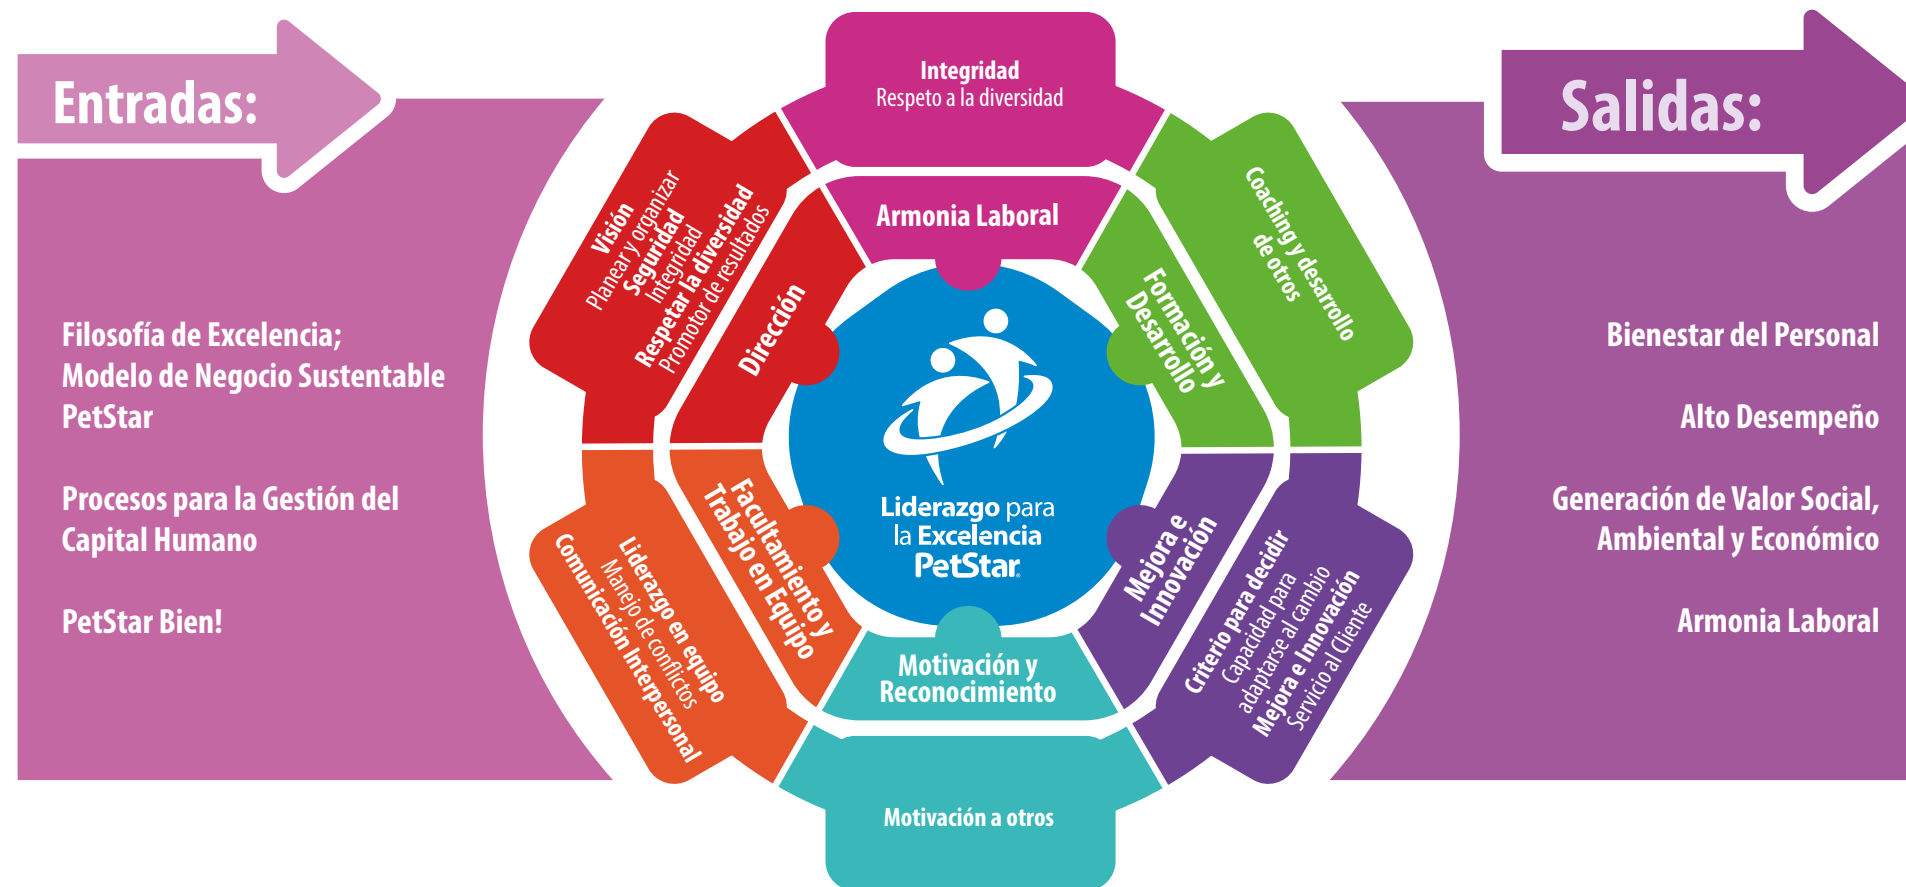 Entradas:
Filosofía de Excelencia;
Modelo de Negocio Sustentable
PetStar
Procesos para la Gestión del
Capital Humano
PetStar Bien!
Integridad
Respeto a la diversidad
Armonia Laboral
Visión
Planear y organizar
Seguridad
Integridad
Respetar la diversidad
Promotor de resultados
Dirección
Coaching y desarrollo
de otros
Formación y
Desarrollo
Liderazgo para
la Excelencia
PetStar
Facultamiento y
Trabajo en Equipo
Liderazgo en equipo
Manejo de conflictos
Comunicación Interpersonal
Mejora e
Innovación
Criterio para decidir
Capacidad para
adaptarse al cambio
Mejora e Innovación
Servicio al Cliente
Motivación y
Reconocimiento
Motivación a otros
Salidas:
Bienestar del Personal
Alto Desempeño
Generación de Valor Social,
Ambiental y Económico
Armonia Laboral